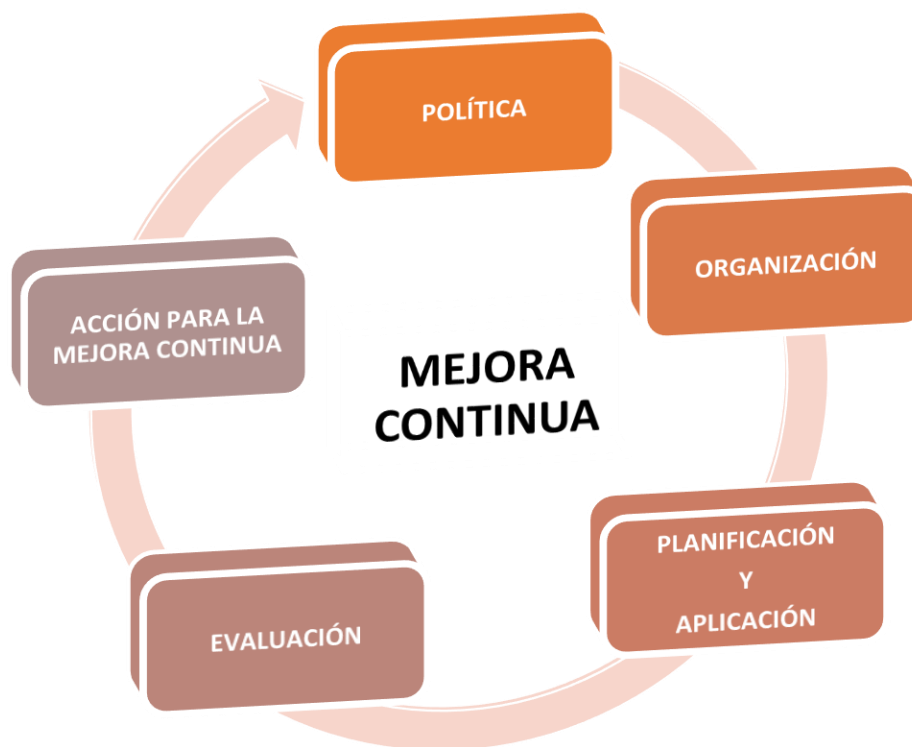 POLÍTICA
ORGANIZACIÓN
PLANIFICACIÓN
Y
APLICACIÓN
EVALUACIÓN
ACCIÓN PARA LA
MEJORA CONTINUA
MEJORA
CONTINUA